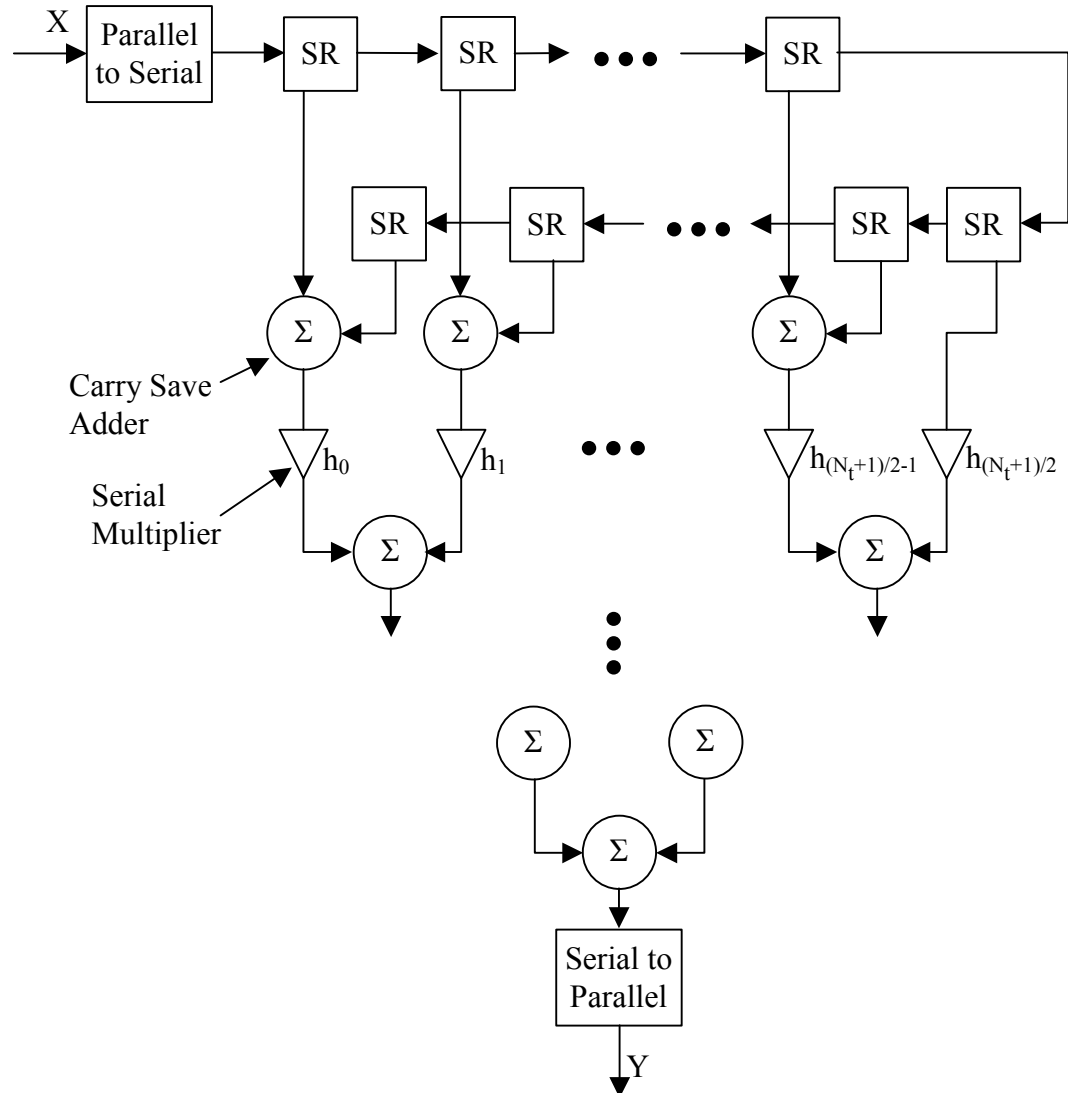 X
Parallel
to Serial
SR
SR
SR
SR
SR
SR
SR
Σ
Σ
Σ
Carry Save
Adder
h0
h1
h(Nt+1)/2-1
h(Nt+1)/2
Serial
Multiplier
Σ
Σ
Σ
Σ
Σ
Serial to
Parallel
Y